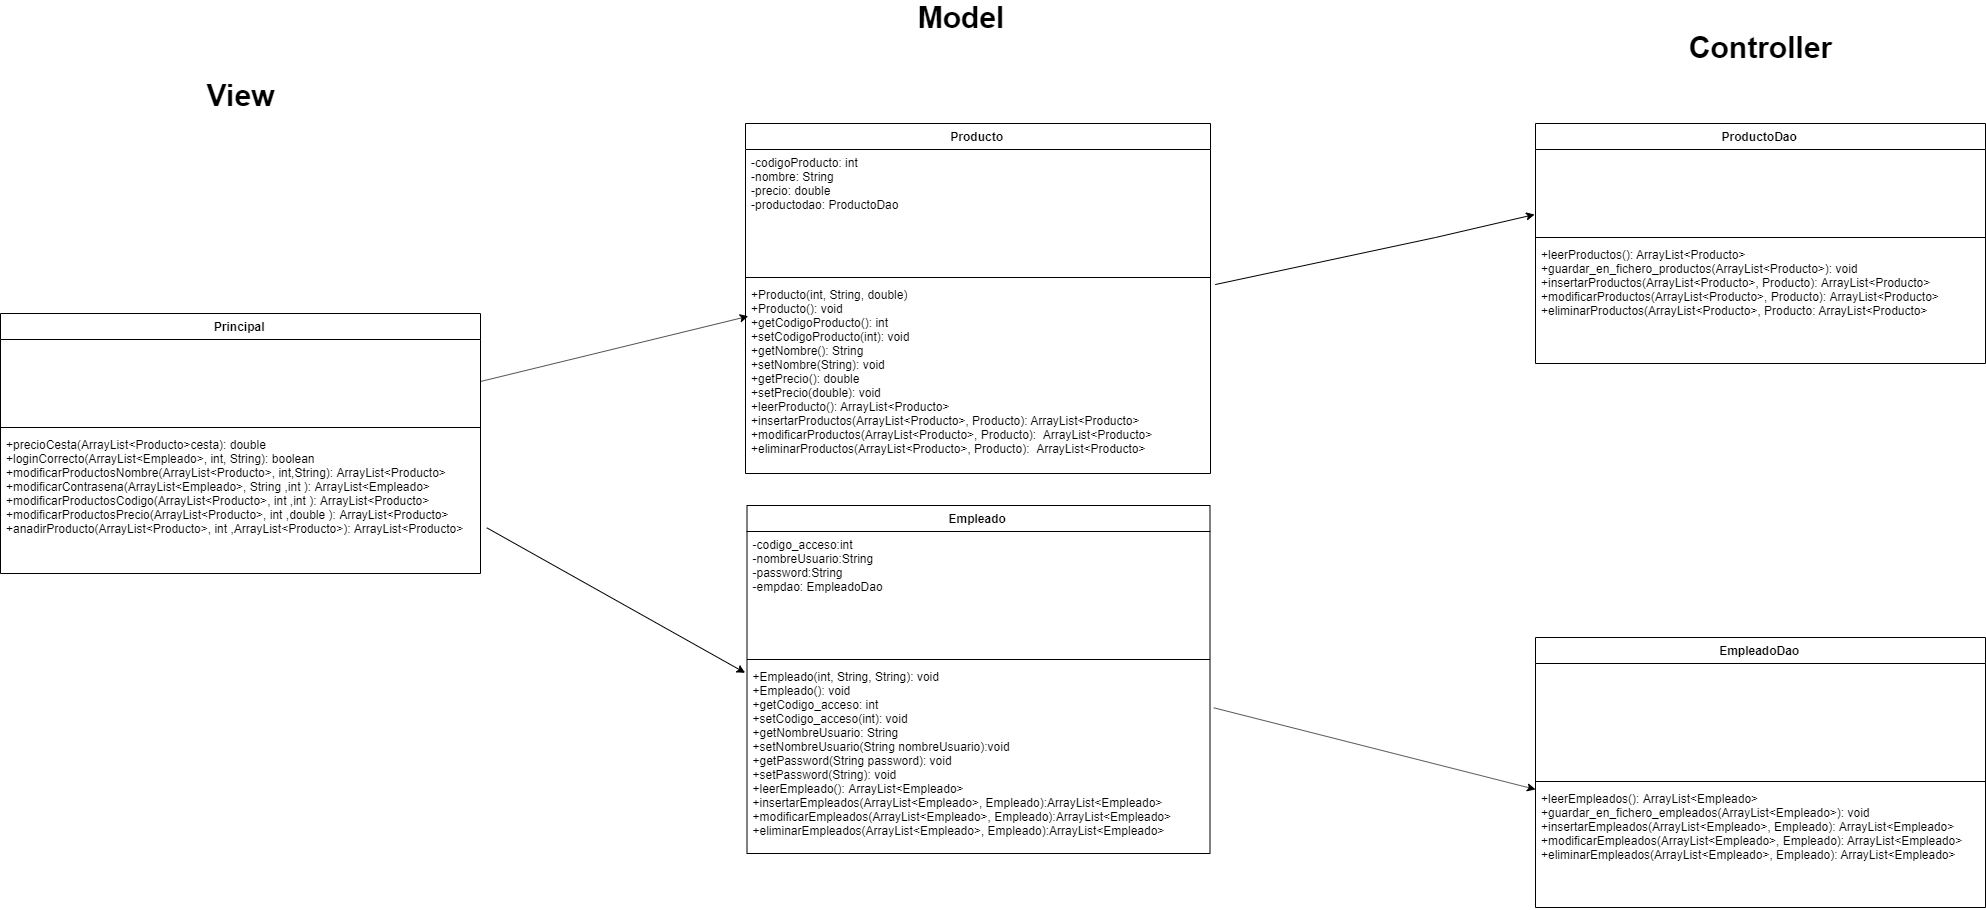 Model
Controller
View
Producto
-codigoProducto: int
-nombre: String
-precio: double
-productodao: ProductoDao
+Producto(int, String, double)
+Producto(): void
+getCodigoProducto(): int
+setCodigoProducto(int): void
+getNombre(): String
+setNombre(String): void
+getPrecio(): double
+setPrecio(double): void
+leerProducto(): ArrayList<Producto>
+insertarProductos(ArrayList<Producto>, Producto): ArrayList<Producto>
+modificarProductos(ArrayList<Producto>, Producto):  ArrayList<Producto>
+eliminarProductos(ArrayList<Producto>, Producto):  ArrayList<Producto>
ProductoDao
+leerProductos(): ArrayList<Producto>
+guardar_en_fichero_productos(ArrayList<Producto>): void
+insertarProductos(ArrayList<Producto>, Producto): ArrayList<Producto>
+modificarProductos(ArrayList<Producto>, Producto): ArrayList<Producto>
+eliminarProductos(ArrayList<Producto>, Producto: ArrayList<Producto>
Principal
+precioCesta(ArrayList<Producto>cesta): double
+loginCorrecto(ArrayList<Empleado>, int, String): boolean
+modificarProductosNombre(ArrayList<Producto>, int,String): ArrayList<Producto>
+modificarContrasena(ArrayList<Empleado>, String ,int ): ArrayList<Empleado>
+modificarProductosCodigo(ArrayList<Producto>, int ,int ): ArrayList<Producto>
+modificarProductosPrecio(ArrayList<Producto>, int ,double ): ArrayList<Producto>
+anadirProducto(ArrayList<Producto>, int ,ArrayList<Producto>): ArrayList<Producto>
Empleado
-codigo_acceso:int
-nombreUsuario:String
-password:String
-empdao: EmpleadoDao
+Empleado(int, String, String): void
+Empleado(): void
+getCodigo_acceso: int
+setCodigo_acceso(int): void
+getNombreUsuario: String
+setNombreUsuario(String nombreUsuario):void
+getPassword(String password): void
+setPassword(String): void
+leerEmpleado(): ArrayList<Empleado>
+insertarEmpleados(ArrayList<Empleado>, Empleado):ArrayList<Empleado>
+modificarEmpleados(ArrayList<Empleado>, Empleado):ArrayList<Empleado>
+eliminarEmpleados(ArrayList<Empleado>, Empleado):ArrayList<Empleado>
EmpleadoDao
+leerEmpleados(): ArrayList<Empleado>
+guardar_en_fichero_empleados(ArrayList<Empleado>): void
+insertarEmpleados(ArrayList<Empleado>, Empleado): ArrayList<Empleado>
+modificarEmpleados(ArrayList<Empleado>, Empleado): ArrayList<Empleado>
+eliminarEmpleados(ArrayList<Empleado>, Empleado): ArrayList<Empleado>